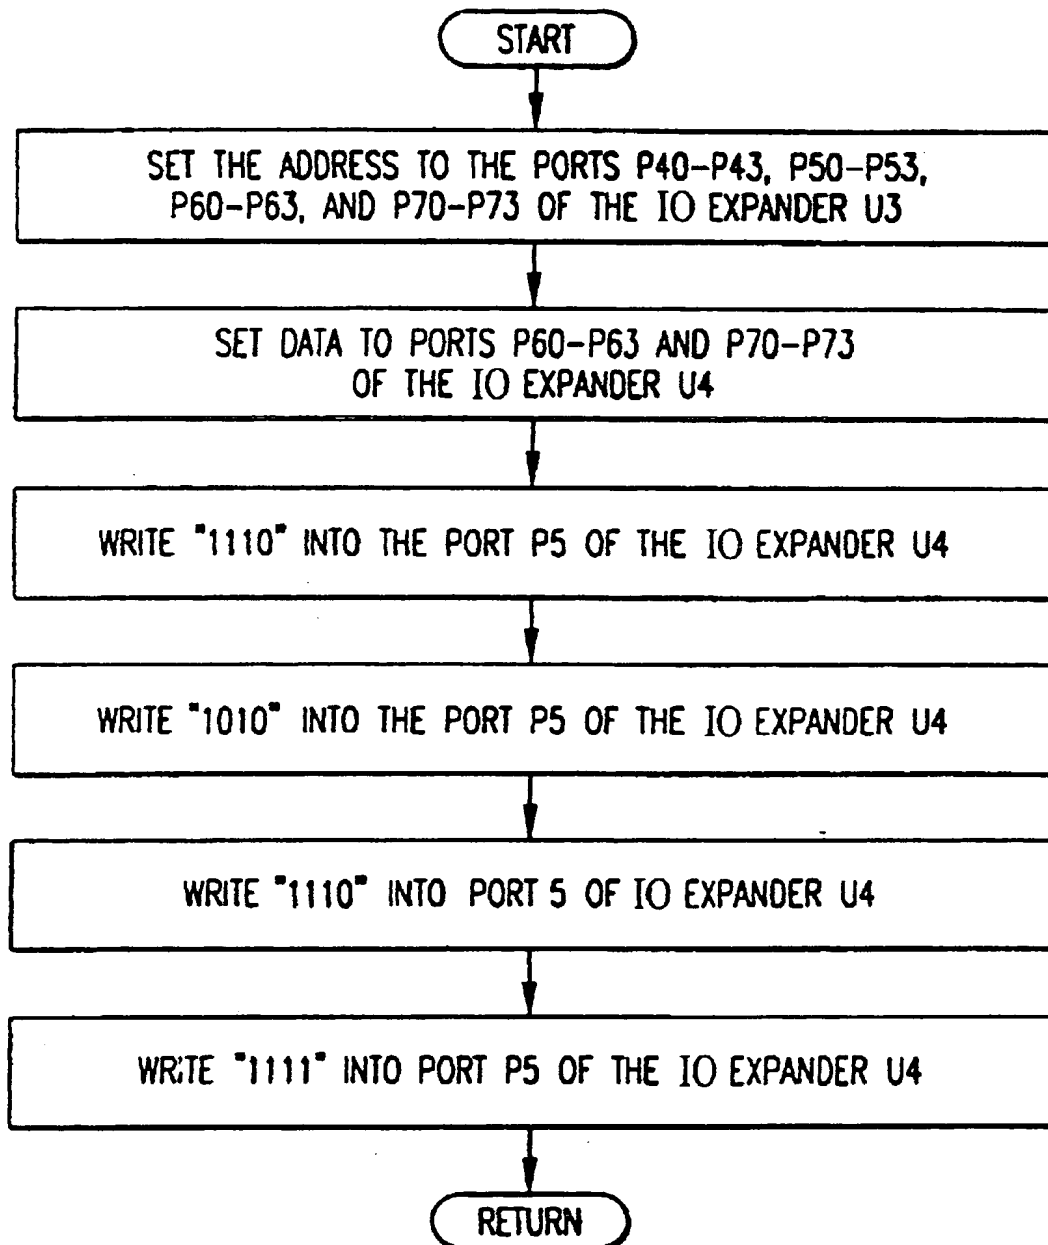 START
SET THE ADDRESS TO THE PORTS P40-P43, P50-P53,
P60-P63, AND P70-P73 OF THE IO EXPANDER U3
SET DATA TO PORTS P60-P63 AND P70-P73
OF THE IO EXPANDER U4
WRITE "1110" INTO THE PORT P5 OF THE IO EXPANDER U4
WRITE "1010" INTO THE PORT P5 OF THE IO EXPANDER U4
WRITE "1110" INTO PORT 5 OF IO EXPANDER U4
WRITE "1111" INTO PORT P5 OF THE IO EXPANDER U4
RETURN